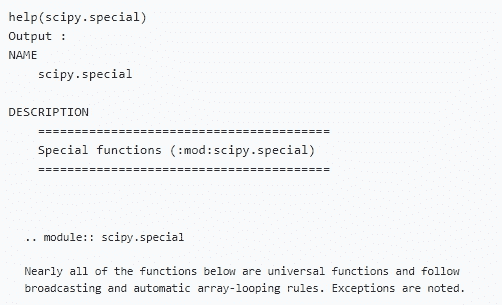 help(scipy.special)
Output :
NAME
scipy.special
DESCRIPTION
========================================
Special functions (:mod:scipy.special)
========================================
.. module:: scipy.special
Nearly all of the functions below are universal functions and follow
broadcasting and automatic array-looping rules. Exceptions are noted.